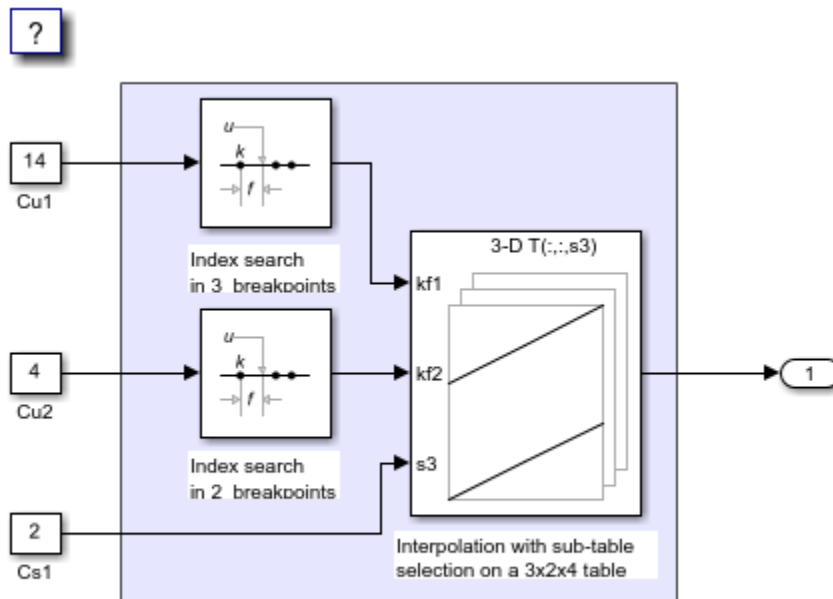 ?
14
Cu1
u
k
f
Index search
in 3 breakpoints
3-D T(:,:,s3)
kf1
4
Cu2
u
k
f
kf2
1
Index search
in 2 breakpoints
s3
2
Cs1
Interpolation with sub-table
selection on a 3x2x4 table